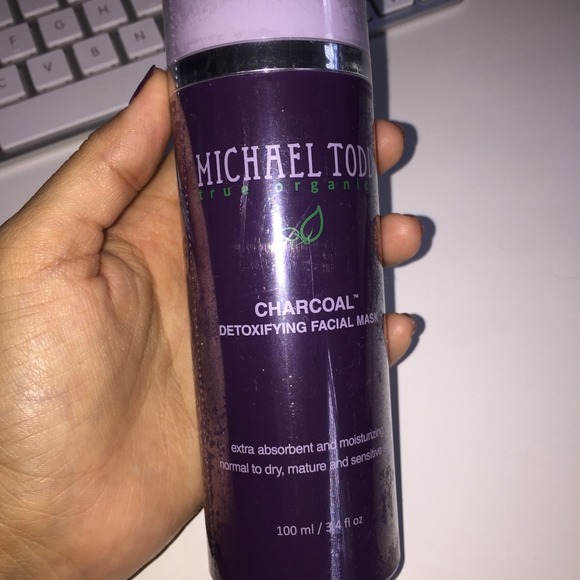 MICHAEL TODD
true organic
CHARCOAL™
DETOXIFYING FACIAL MASK
extra absorbent and moisturizing
normal to dry, mature and sensitive
100 ml / 3.4 fl oz